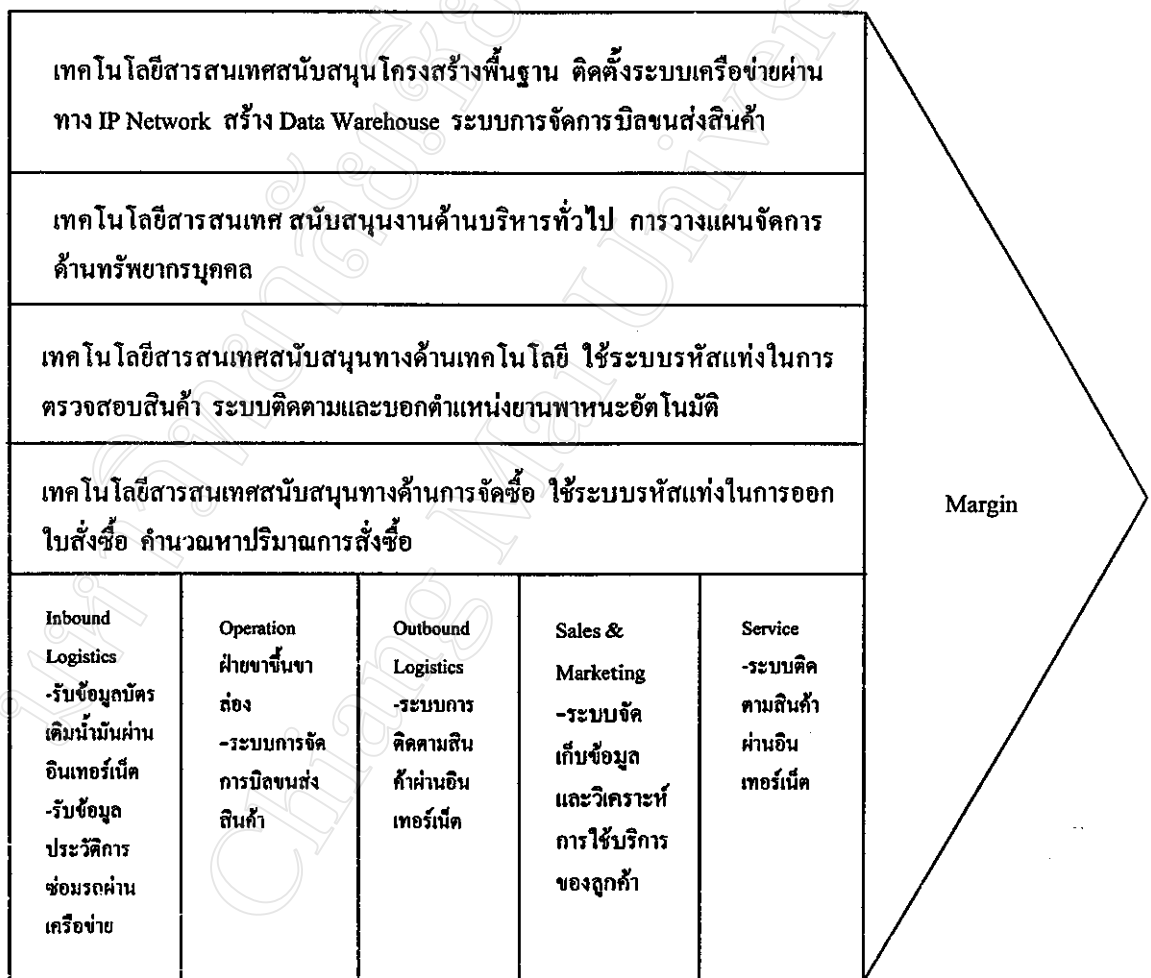 เทคโนโลยีสารสนเทศสนับสนุนโครงสร้างพื้นฐาน ติดตั้งระบบเครือข่ายผ่าน
ทาง IP Network สร้าง Data Warehouse ระบบการจัดการบิลขนส่งสินค้า
เทคโนโลยีสารสนเทศ สนับสนุนงานด้านบริหารทั่วไป การวางแผนจัดการ
ด้านทรัพยากรบุคคล
เทคโนโลยีสารสนเทศสนับสนุนทางด้านเทคโนโลยี ใช้ระบบรหัสแท่งในการ
ตรวจสอบสินค้า ระบบติดตามและบอกตำแหน่งยานพาหนะอัตโนมัติ
เทคโนโลยีสารสนเทศสนับสนุนทางด้านการจัดซื้อ ใช้ระบบรหัสแท่งในการออก
ใบสั่งซื้อ คำนวณหาปริมาณการสั่งซื้อ
Margin
Inbound
Logistics
-รับข้อมูลบัตร
เติมน้ำมันผ่าน
อินเทอร์เน็ต
-รับข้อมูล
ประวัติการ
ซ่อมรถผ่าน
เครือข่าย
Operation
ฝ่ายขาขึ้นขา
ล่อง
-ระบบการจัด
การบิลขนส่ง
สินค้า
Outbound
Logistics
-ระบบการ
ติดตามสิน
ค้าผ่านอิน
เทอร์เน็ต
Sales &
Marketing
-ระบบจัด
เก็บข้อมูล
และวิเคราะห์
การใช้บริการ
ของลูกค้า
Service
-ระบบติด
ตามสินค้า
ผ่านอิน
เทอร์เน็ต
Chiang Mai Univers